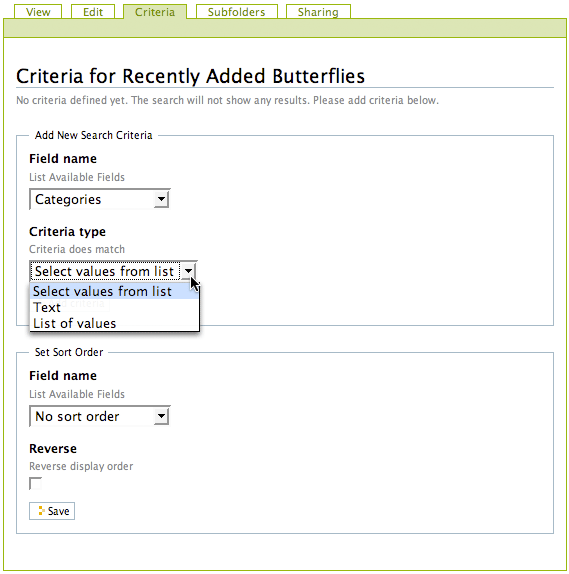 View Edit Criteria Subfolders Sharing
Criteria for Recently Added Butterflies
No criteria defined yet. The search will not show any results. Please add criteria below.
Add New Search Criteria
Field name
List Available Fields
Categories
Criteria type
Criteria does match
Select values from list
Select values from list
Text
List of values
Set Sort Order
Field name
List Available Fields
No sort order
Reverse
Reverse display order
Save